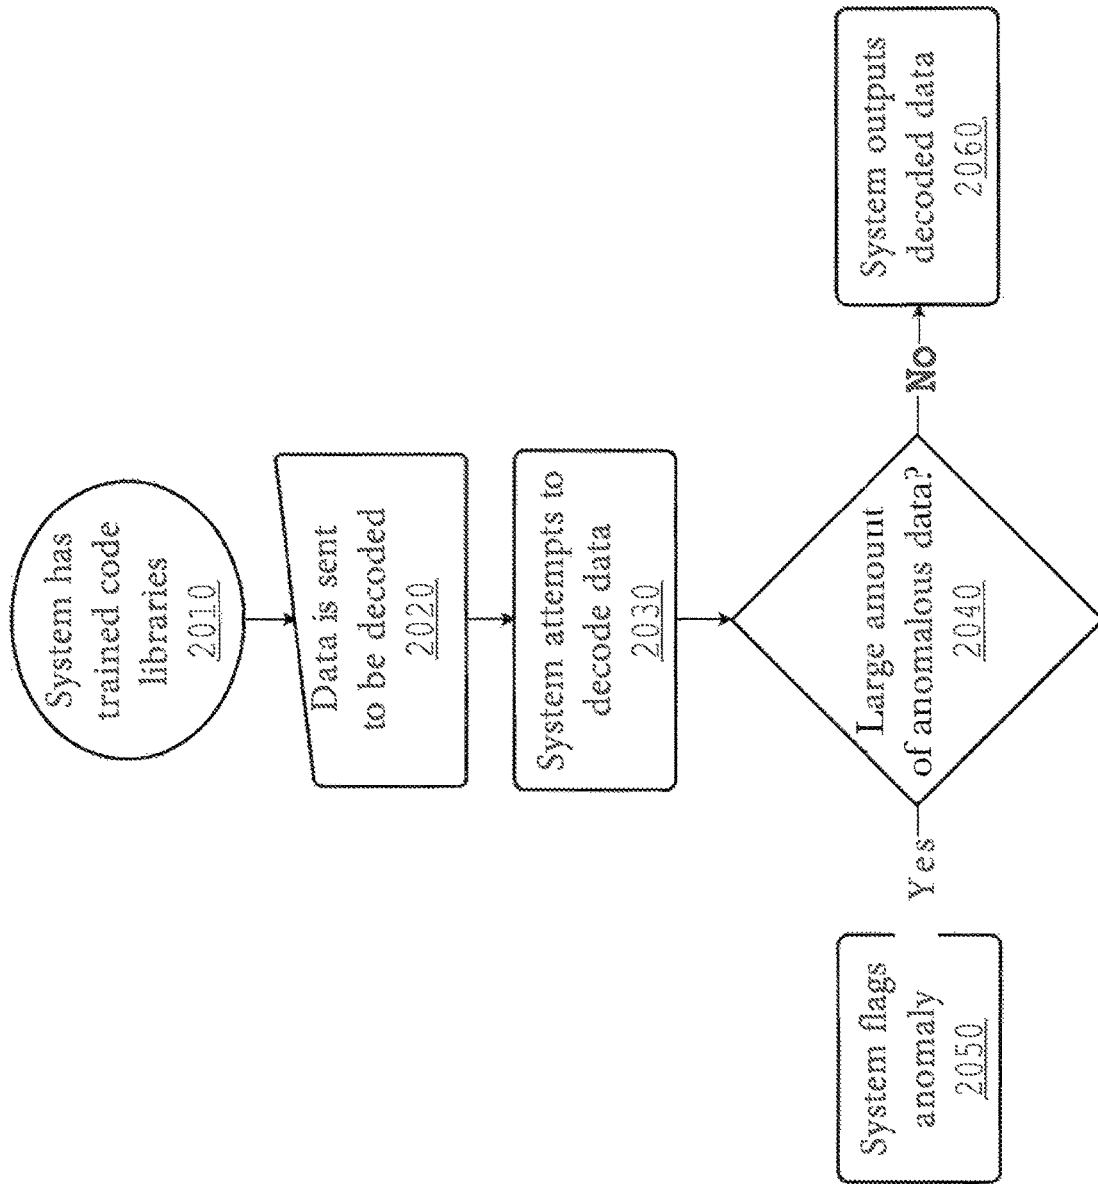 System has
trained code
libraries
2010
Data is sent
to be decoded
2020
System attempts to
decode data
2030
Large amount
of anomalous data?
2040
Yes
No
System flags
anomaly
2050
System outputs
decoded data
2060